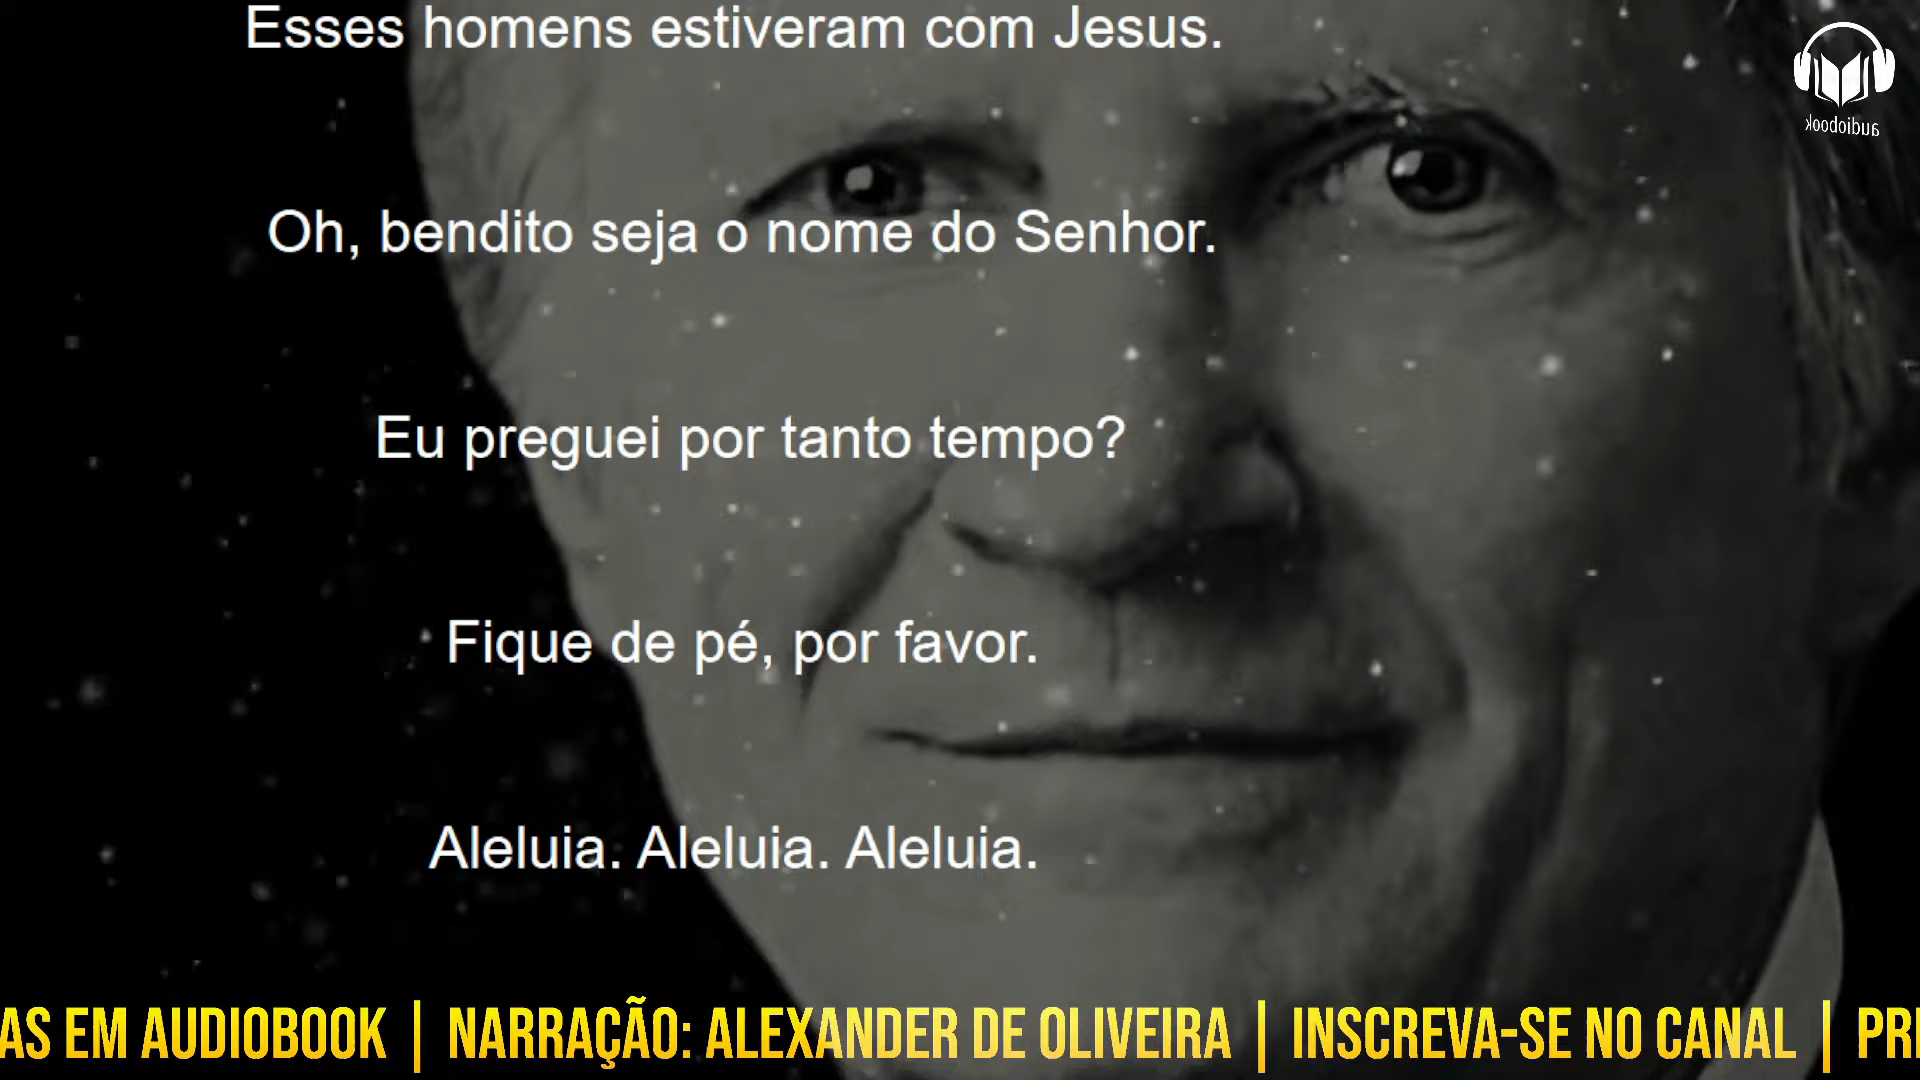 Esses homens estiveram com Jesus.
audiobook
Oh, bendito seja o nome do Senhor.
Eu preguei por tanto tempo?
Fique de pé, por favor.
Aleluia. Aleluia. Aleluia.
AS EM AUDIOBOOK | NARRAÇÃO: ALEXANDER DE OLIVEIRA | INSCREVA-SE NO CANAL |